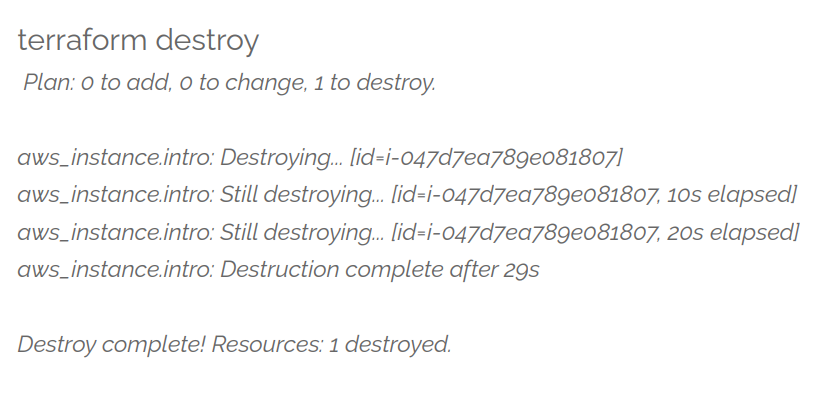 terraform destroy
Plan: 0 to add, 0 to change, 1 to destroy.
aws_instance.intro: Destroying... [id=i-047d7ea789e081807]
aws_instance.intro: Still destroying... [id=i-047d7ea789e081807, 10s elapsed]
aws_instance.intro: Still destroying... [id=i-047d7ea789e081807, 20s elapsed]
aws_instance.intro: Destruction complete after 29s
Destroy complete! Resources: 1 destroyed.